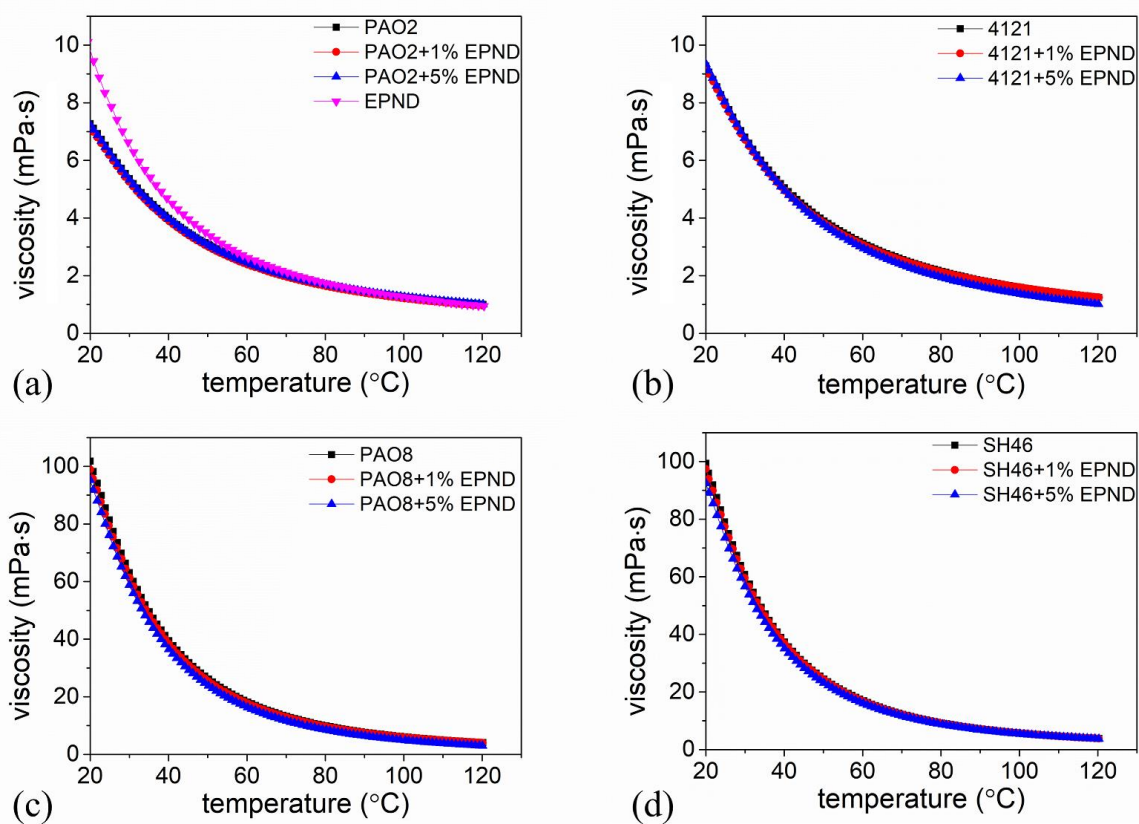 PAO2
PAO2+1% EPND
PAO2+5% EPND
EPND
viscosity (mPa·s)
10
8
6
4
2
0
20 40 60 80 100 120
temperature (°C)
(a)
4121
4121+1% EPND
4121+5% EPND
viscosity (mPa·s)
10
8
6
4
2
0
20 40 60 80 100 120
temperature (°C)
(b)
PAO8
PAO8+1% EPND
PAO8+5% EPND
viscosity (mPa·s)
100
80
60
40
20
0
20 40 60 80 100 120
temperature (°C)
(c)
SH46
SH46+1% EPND
SH46+5% EPND
viscosity (mPa·s)
100
80
60
40
20
0
20 40 60 80 100 120
temperature (°C)
(d)